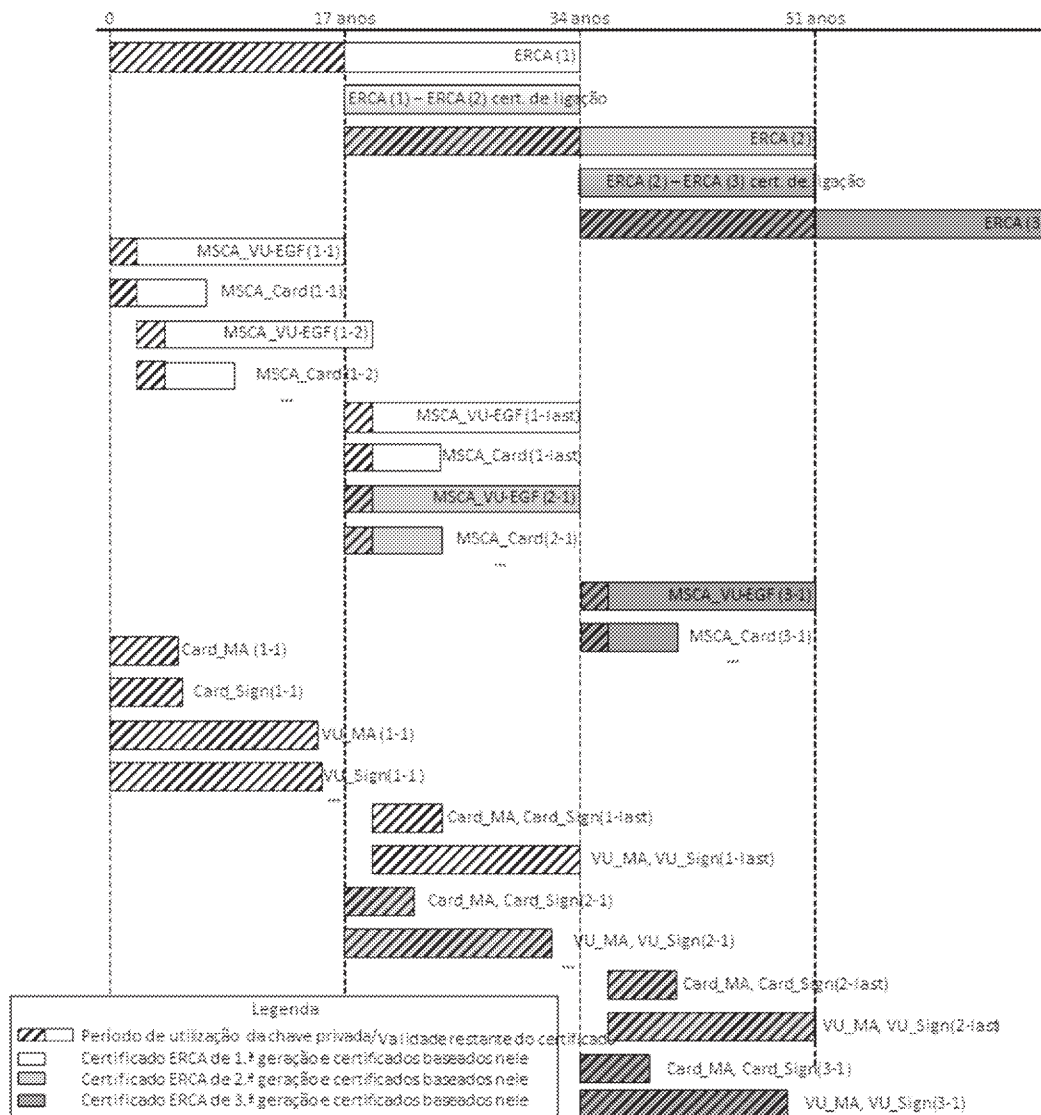 0 17 anos 34 anos 51 anos
ERCA (1)
ERCA (1) – ERCA (2) cert. de ligação
ERCA (2)
ERCA (2) – ERCA (3) cert. de ligação
ERCA (3
MSCA_VU-EGF (1-1)
MSCA_Card(1-1)
MSCA_VU-EGF (1-2)
MSCA_Card(1-2)
...
MSCA_VU-EGF (1-last)
MSCA_Card(1-last)
MSCA_VU-EGF (2-1)
MSCA_Card(2-1)
...
MSCA_VU-EGF (3-1)
MSCA_Card(3-1)
...
Card_MA (1-1)
Card_Sign(1-1)
VU_MA (1-1)
VU_Sign(1-1)
...
Card_MA, Card_Sign(1-last)
VU_MA, VU_Sign(1-last)
Card_MA, Card_Sign(2-1)
VU_MA, VU_Sign(2-1)
...
Card_MA, Card_Sign(2-last)
VU_MA, VU_Sign(2-last
Card_MA, Card_Sign(3-1)
VU_MA, VU_Sign(3-1)
Legenda
Período de utilização da chave privada/Validade restante do certificado
Certificado ERCA de 1.ª geração e certificados baseados nele
Certificado ERCA de 2.ª geração e certificados baseados nele
Certificado ERCA de 3.ª geração e certificados baseados nele